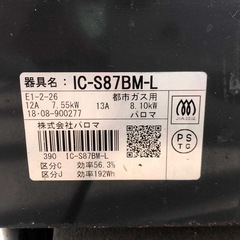 器具名: IC-S87BM-L
E1-2-26 都市ガス用
12A 7.55kW 13A 8.10kW
18・08-900277 パロマ
株式会社パロマ
390 IC-S87BM-L
区分C 効率56.3%
区分J 効率192Wh
PS
TG